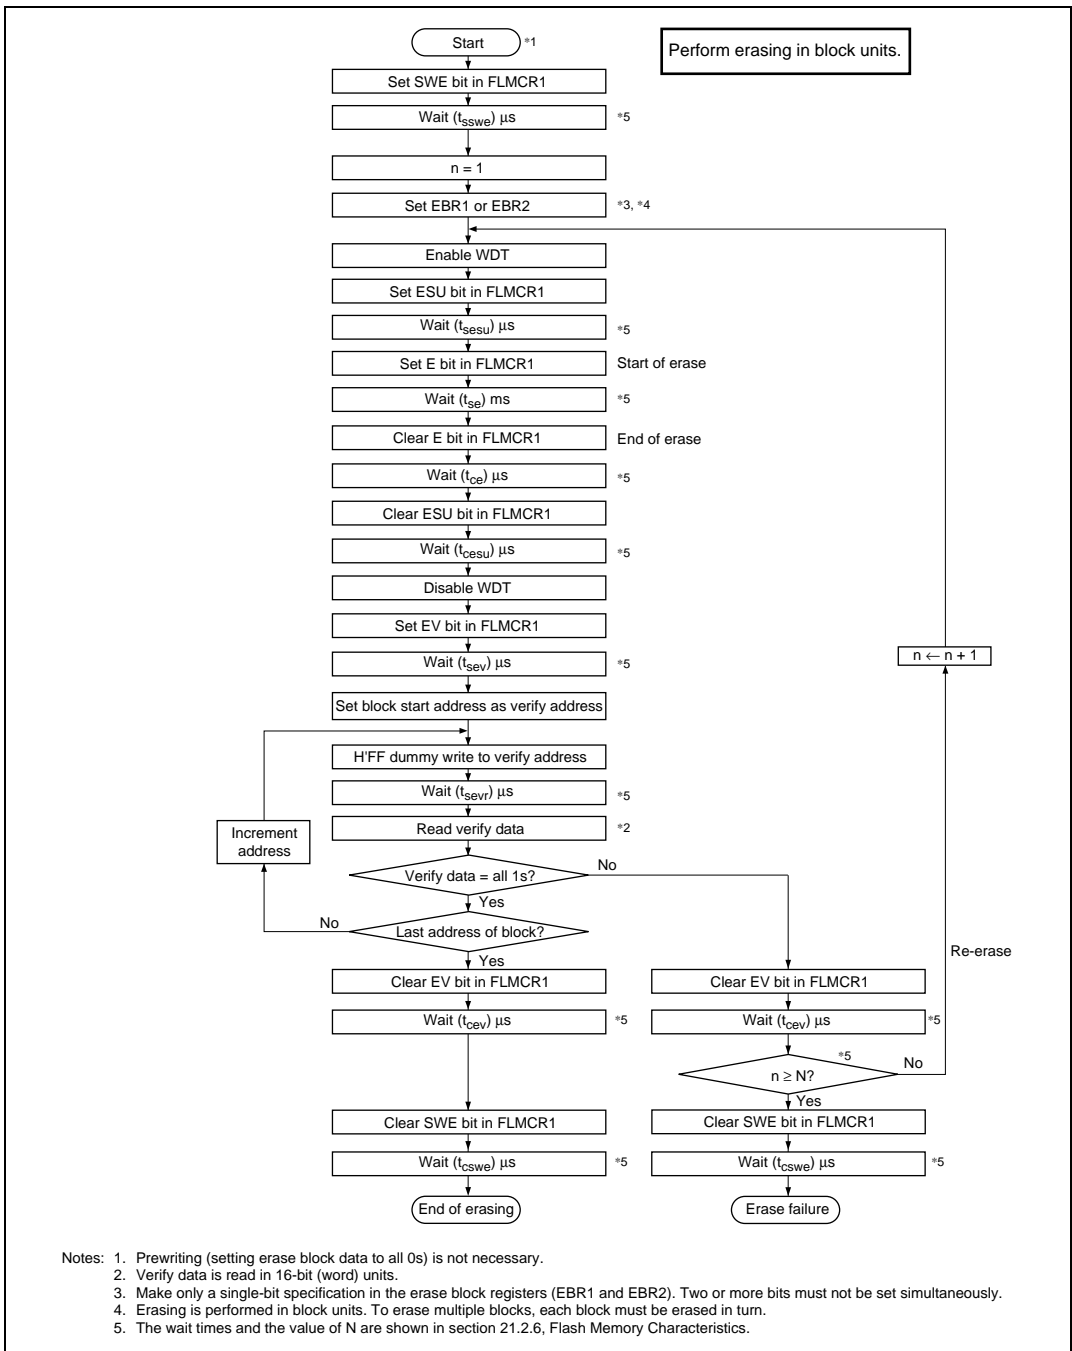 Start *1
Perform erasing in block units.
Set SWE bit in FLMCR1
Wait (tsswe) μs *5
n = 1
Set EBR1 or EBR2 *3, *4
Enable WDT
Set ESU bit in FLMCR1
Wait (tsesu) μs *5
Set E bit in FLMCR1 Start of erase
Wait (tse) ms *5
Clear E bit in FLMCR1 End of erase
Wait (tce) μs *5
Clear ESU bit in FLMCR1
Wait (tcesu) μs *5
Disable WDT
Set EV bit in FLMCR1
Wait (tsev) μs *5
n ← n + 1
Set block start address as verify address
H'FF dummy write to verify address
Wait (tsevr) μs *5
Read verify data *2
Increment
address
Verify data = all 1s?
No
Yes
Last address of block?
No
Yes
Re-erase
Clear EV bit in FLMCR1
Clear EV bit in FLMCR1
Wait (tcev) μs *5
Wait (tcev) μs *5
n ≥ N? *5
No
Yes
Clear SWE bit in FLMCR1
Clear SWE bit in FLMCR1
Wait (tcswe) μs *5
Wait (tcswe) μs *5
End of erasing
Erase failure
Notes: 1. Prewriting (setting erase block data to all 0s) is not necessary.
2. Verify data is read in 16-bit (word) units.
3. Make only a single-bit specification in the erase block registers (EBR1 and EBR2). Two or more bits must not be set simultaneously.
4. Erasing is performed in block units. To erase multiple blocks, each block must be erased in turn.
5. The wait times and the value of N are shown in section 21.2.6, Flash Memory Characteristics.